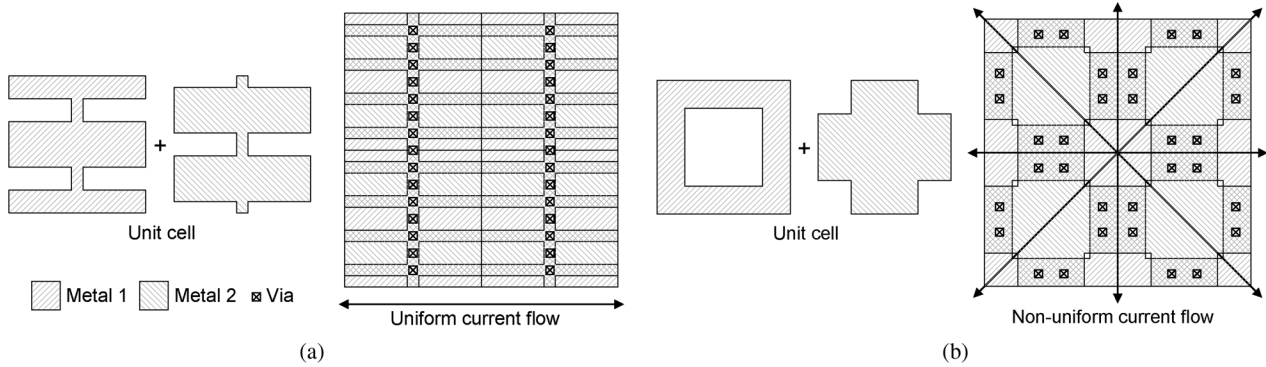 +
Unit cell
Metal 1
Metal 2
Via
Uniform current flow
(a)
+
Unit cell
Non-uniform current flow
(b)